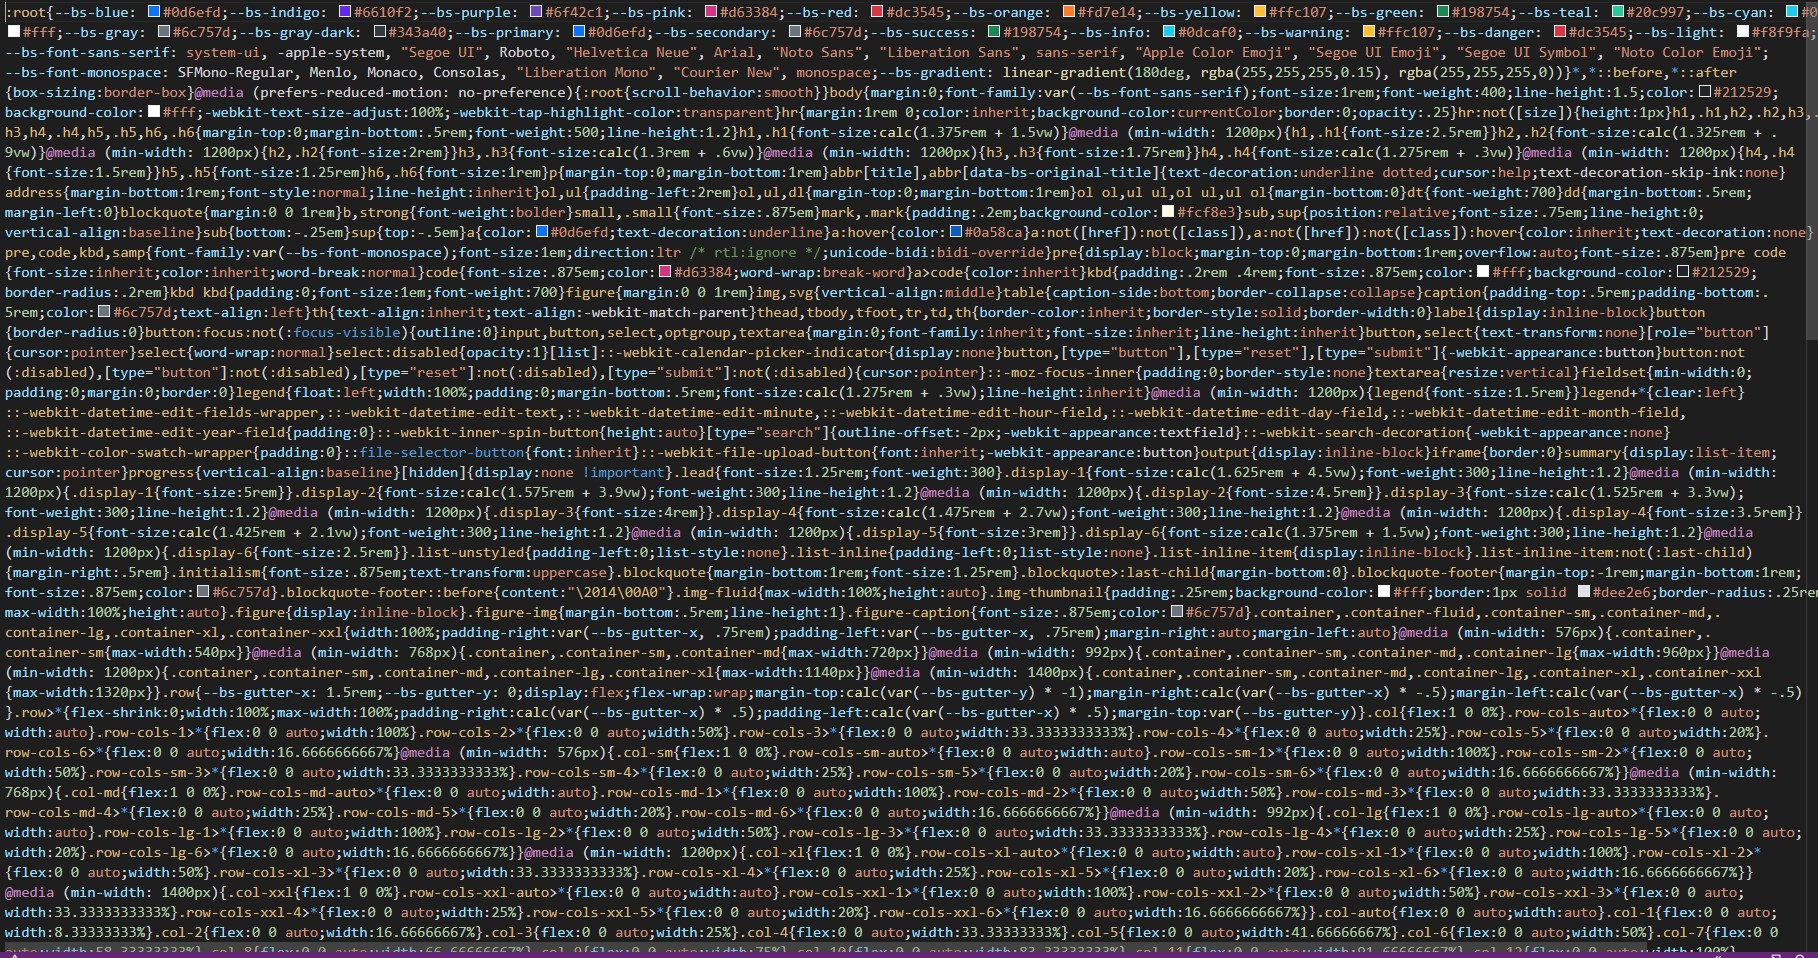 :root{--bs-blue: #0d6efd;--bs-indigo: #6610f2;--bs-purple: #6f42c1;--bs-pink: #d63384;--bs-red: #dc3545;--bs-orange: #fd7e14;--bs-yellow: #ffc107;--bs-green: #198754;--bs-teal: #20c997;--bs-cyan: #0
#fff;--bs-gray: #6c757d;--bs-gray-dark: #343a40;--bs-primary: #0d6efd;--bs-secondary: #6c757d;--bs-success: #198754;--bs-info: #0dcaf0;--bs-warning: #ffc107;--bs-danger: #dc3545;--bs-light: #f8f9fa;
--bs-font-sans-serif: system-ui, -apple-system, "Segoe UI", Roboto, "Helvetica Neue", Arial, "Noto Sans", "Liberation Sans", sans-serif, "Apple Color Emoji", "Segoe UI Emoji", "Segoe UI Symbol", "Noto Color Emoji";
--bs-font-monospace: SFMono-Regular, Menlo, Monaco, Consolas, "Liberation Mono", "Courier New", monospace;--bs-gradient: linear-gradient(180deg, rgba(255,255,255,0.15), rgba(255,255,255,0))}*,*::before,*::after
{box-sizing:border-box}@media (prefers-reduced-motion: no-preference){:root{scroll-behavior:smooth}}body{margin:0;font-family:var(--bs-font-sans-serif);font-size:1rem;font-weight:400;line-height:1.5;color:#212529;
background-color:#fff;-webkit-text-size-adjust:100%;-webkit-tap-highlight-color:transparent}hr{margin:1rem 0;color:inherit;background-color:currentColor;border:0;opacity:.25}hr:not([size]){height:1px}h1,.h1,h2,.h2,h3,.
h3,h4,.h4,h5,.h5,h6,.h6{margin-top:0;margin-bottom:.5rem;font-weight:500;line-height:1.2}h1,.h1{font-size:calc(1.375rem + 1.5vw)}@media (min-width: 1200px){h1,.h1{font-size:2.5rem}}h2,.h2{font-size:calc(1.325rem + .
9vw)}@media (min-width: 1200px){h2,.h2{font-size:2rem}}h3,.h3{font-size:calc(1.3rem + .6vw)}@media (min-width: 1200px){h3,.h3{font-size:1.75rem}}h4,.h4{font-size:calc(1.275rem + .3vw)}@media (min-width: 1200px){h4,.h4
{font-size:1.5rem}}h5,.h5{font-size:1.25rem}h6,.h6{font-size:1rem}p{margin-top:0;margin-bottom:1rem}abbr[title],abbr[data-bs-original-title]{text-decoration:underline dotted;cursor:help;text-decoration-skip-ink:none}
address{margin-bottom:1rem;font-style:normal;line-height:inherit}ol,ul{padding-left:2rem}ol,ul,dl{margin-top:0;margin-bottom:1rem}ol ol,ul ul,ol ul,ul ol{margin-bottom:0}dt{font-weight:700}dd{margin-bottom:.5rem;
margin-left:0}blockquote{margin:0 0 1rem}b,strong{font-weight:bolder}small,.small{font-size:.875em}mark,.mark{padding:.2em;background-color:#fcf8e3}sub,sup{position:relative;font-size:.75em;line-height:0;
vertical-align:baseline}sub{bottom:-.25em}sup{top:-.5em}a{color:#0d6efd;text-decoration:underline}a:hover{color:#0a58ca}a:not([href]):not([class]),a:not([href]):not([class]):hover{color:inherit;text-decoration:none}
pre,code,kbd,samp{font-family:var(--bs-font-monospace);font-size:1em;direction:ltr /* rtl:ignore */;unicode-bidi:bidi-override}pre{display:block;margin-top:0;margin-bottom:1rem;overflow:auto;font-size:.875em}pre code
{font-size:inherit;color:inherit;word-break:normal}code{font-size:.875em;color:#d63384;word-wrap:break-word}a>code{color:inherit}kbd{padding:.2rem .4rem;font-size:.875em;color:#fff;background-color:#212529;
border-radius:.2rem}kbd kbd{padding:0;font-size:1em;font-weight:700}figure{margin:0 0 1rem}img,svg{vertical-align:middle}table{caption-side:bottom;border-collapse:collapse}caption{padding-top:.5rem;padding-bottom:.
5rem;color:#6c757d;text-align:left}th{text-align:inherit;text-align:-webkit-match-parent}thead,tbody,tfoot,tr,td,th{border-color:inherit;border-style:solid;border-width:0}label{display:inline-block}button
{border-radius:0}button:focus:not(:focus-visible){outline:0}input,button,select,optgroup,textarea{margin:0;font-family:inherit;font-size:inherit;line-height:inherit}button,select{text-transform:none}[role="button"]
{cursor:pointer}select{word-wrap:normal}select:disabled{opacity:1}[list]::-webkit-calendar-picker-indicator{display:none}button,[type="button"],[type="reset"],[type="submit"]{-webkit-appearance:button}button:not
(:disabled),[type="button"]:not(:disabled),[type="reset"]:not(:disabled),[type="submit"]:not(:disabled){cursor:pointer}::-moz-focus-inner{padding:0;border-style:none}textarea{resize:vertical}fieldset{min-width:0;
padding:0;margin:0;border:0}legend{float:left;width:100%;padding:0;margin-bottom:.5rem;font-size:calc(1.275rem + .3vw);line-height:inherit}@media (min-width: 1200px){legend{font-size:1.5rem}}legend+*{clear:left}
::-webkit-datetime-edit-fields-wrapper,::-webkit-datetime-edit-text,::-webkit-datetime-edit-minute,::-webkit-datetime-edit-hour-field,::-webkit-datetime-edit-day-field,::-webkit-datetime-edit-month-field,
::-webkit-datetime-edit-year-field{padding:0}::-webkit-inner-spin-button{height:auto}[type="search"]{outline-offset:-2px;-webkit-appearance:textfield}::-webkit-search-decoration{-webkit-appearance:none}
::-webkit-color-swatch-wrapper{padding:0}::file-selector-button{font:inherit}::-webkit-file-upload-button{font:inherit;-webkit-appearance:button}output{display:inline-block}iframe{border:0}summary{display:list-item;
cursor:pointer}progress{vertical-align:baseline}[hidden]{display:none !important}.lead{font-size:1.25rem;font-weight:300}.display-1{font-size:calc(1.625rem + 4.5vw);font-weight:300;line-height:1.2}@media (min-width:
1200px){.display-1{font-size:5rem}}.display-2{font-size:calc(1.575rem + 3.9vw);font-weight:300;line-height:1.2}@media (min-width: 1200px){.display-2{font-size:4.5rem}}.display-3{font-size:calc(1.525rem + 3.3vw);
font-weight:300;line-height:1.2}@media (min-width: 1200px){.display-3{font-size:4rem}}.display-4{font-size:calc(1.475rem + 2.7vw);font-weight:300;line-height:1.2}@media (min-width: 1200px){.display-4{font-size:3.5rem}}
.display-5{font-size:calc(1.425rem + 2.1vw);font-weight:300;line-height:1.2}@media (min-width: 1200px){.display-5{font-size:3rem}}.display-6{font-size:calc(1.375rem + 1.5vw);font-weight:300;line-height:1.2}@media
(min-width: 1200px){.display-6{font-size:2.5rem}}.list-unstyled{padding-left:0;list-style:none}.list-inline{padding-left:0;list-style:none}.list-inline-item{display:inline-block}.list-inline-item:not(:last-child)
{margin-right:.5rem}.initialism{font-size:.875em;text-transform:uppercase}.blockquote{margin-bottom:1rem;font-size:1.25rem}.blockquote>:last-child{margin-bottom:0}.blockquote-footer{margin-top:-1rem;margin-bottom:1rem;
font-size:.875em;color:#6c757d}.blockquote-footer::before{content:"\2014\00A0"}.img-fluid{max-width:100%;height:auto}.img-thumbnail{padding:.25rem;background-color:#fff;border:1px solid #dee2e6;border-radius:.25rem
max-width:100%;height:auto}.figure{display:inline-block}.figure-img{margin-bottom:.5rem;line-height:1}.figure-caption{font-size:.875em;color:#6c757d}.container,.container-fluid,.container-sm,.container-md,.
container-lg,.container-xl,.container-xxl{width:100%;padding-right:var(--bs-gutter-x, .75rem);padding-left:var(--bs-gutter-x, .75rem);margin-right:auto;margin-left:auto}@media (min-width: 576px){.container,.
container-sm{max-width:540px}}@media (min-width: 768px){.container,.container-sm,.container-md{max-width:720px}}@media (min-width: 992px){.container,.container-sm,.container-md,.container-lg{max-width:960px}}@media
(min-width: 1200px){.container,.container-sm,.container-md,.container-lg,.container-xl{max-width:1140px}}@media (min-width: 1400px){.container,.container-sm,.container-md,.container-lg,.container-xl,.container-xxl
{max-width:1320px}}.row{--bs-gutter-x: 1.5rem;--bs-gutter-y: 0;display:flex;flex-wrap:wrap;margin-top:calc(var(--bs-gutter-y) * -1);margin-right:calc(var(--bs-gutter-x) * -.5);margin-left:calc(var(--bs-gutter-x) * -.5)
}.row>*{flex-shrink:0;width:100%;max-width:100%;padding-right:calc(var(--bs-gutter-x) * .5);padding-left:calc(var(--bs-gutter-x) * .5);margin-top:var(--bs-gutter-y)}.col{flex:1 0 0%}.row-cols-auto>*{flex:0 0 auto;
width:auto}.row-cols-1>*{flex:0 0 auto;width:100%}.row-cols-2>*{flex:0 0 auto;width:50%}.row-cols-3>*{flex:0 0 auto;width:33.3333333333%}.row-cols-4>*{flex:0 0 auto;width:25%}.row-cols-5>*{flex:0 0 auto;width:20%}.
row-cols-6>*{flex:0 0 auto;width:16.6666666667%}@media (min-width: 576px){.col-sm{flex:1 0 0%}.row-cols-sm-auto>*{flex:0 0 auto;width:auto}.row-cols-sm-1>*{flex:0 0 auto;width:100%}.row-cols-sm-2>*{flex:0 0 auto;
width:50%}.row-cols-sm-3>*{flex:0 0 auto;width:33.3333333333%}.row-cols-sm-4>*{flex:0 0 auto;width:25%}.row-cols-sm-5>*{flex:0 0 auto;width:20%}.row-cols-sm-6>*{flex:0 0 auto;width:16.6666666667%}}@media (min-width:
768px){.col-md{flex:1 0 0%}.row-cols-md-auto>*{flex:0 0 auto;width:auto}.row-cols-md-1>*{flex:0 0 auto;width:100%}.row-cols-md-2>*{flex:0 0 auto;width:50%}.row-cols-md-3>*{flex:0 0 auto;width:33.3333333333%}.
row-cols-md-4>*{flex:0 0 auto;width:25%}.row-cols-md-5>*{flex:0 0 auto;width:20%}.row-cols-md-6>*{flex:0 0 auto;width:16.6666666667%}}@media (min-width: 992px){.col-lg{flex:1 0 0%}.row-cols-lg-auto>*{flex:0 0 auto;
width:auto}.row-cols-lg-1>*{flex:0 0 auto;width:100%}.row-cols-lg-2>*{flex:0 0 auto;width:50%}.row-cols-lg-3>*{flex:0 0 auto;width:33.3333333333%}.row-cols-lg-4>*{flex:0 0 auto;width:25%}.row-cols-lg-5>*{flex:0 0 auto;
width:20%}.row-cols-lg-6>*{flex:0 0 auto;width:16.6666666667%}}@media (min-width: 1200px){.col-xl{flex:1 0 0%}.row-cols-xl-auto>*{flex:0 0 auto;width:auto}.row-cols-xl-1>*{flex:0 0 auto;width:100%}.row-cols-xl-2>*
{flex:0 0 auto;width:50%}.row-cols-xl-3>*{flex:0 0 auto;width:33.3333333333%}.row-cols-xl-4>*{flex:0 0 auto;width:25%}.row-cols-xl-5>*{flex:0 0 auto;width:20%}.row-cols-xl-6>*{flex:0 0 auto;width:16.6666666667%}}
@media (min-width: 1400px){.col-xxl{flex:1 0 0%}.row-cols-xxl-auto>*{flex:0 0 auto;width:auto}.row-cols-xxl-1>*{flex:0 0 auto;width:100%}.row-cols-xxl-2>*{flex:0 0 auto;width:50%}.row-cols-xxl-3>*{flex:0 0 auto;
width:33.3333333333%}.row-cols-xxl-4>*{flex:0 0 auto;width:25%}.row-cols-xxl-5>*{flex:0 0 auto;width:20%}.row-cols-xxl-6>*{flex:0 0 auto;width:16.6666666667%}}.col-auto{flex:0 0 auto;width:auto}.col-1{flex:0 0 auto;
width:8.33333333%}.col-2{flex:0 0 auto;width:16.66666667%}.col-3{flex:0 0 auto;width:25%}.col-4{flex:0 0 auto;width:33.33333333%}.col-5{flex:0 0 auto;width:41.66666667%}.col-6{flex:0 0 auto;width:50%}.col-7{flex:0 0
auto;width:58.33333333%}.col-8{flex:0 0 auto;width:66.66666667%}.col-9{flex:0 0 auto;width:75%}.col-10{flex:0 0 auto;width:83.33333333%}.col-11{flex:0 0 auto;width:91.66666667%}.col-12{flex:0 0 auto;width:100%}